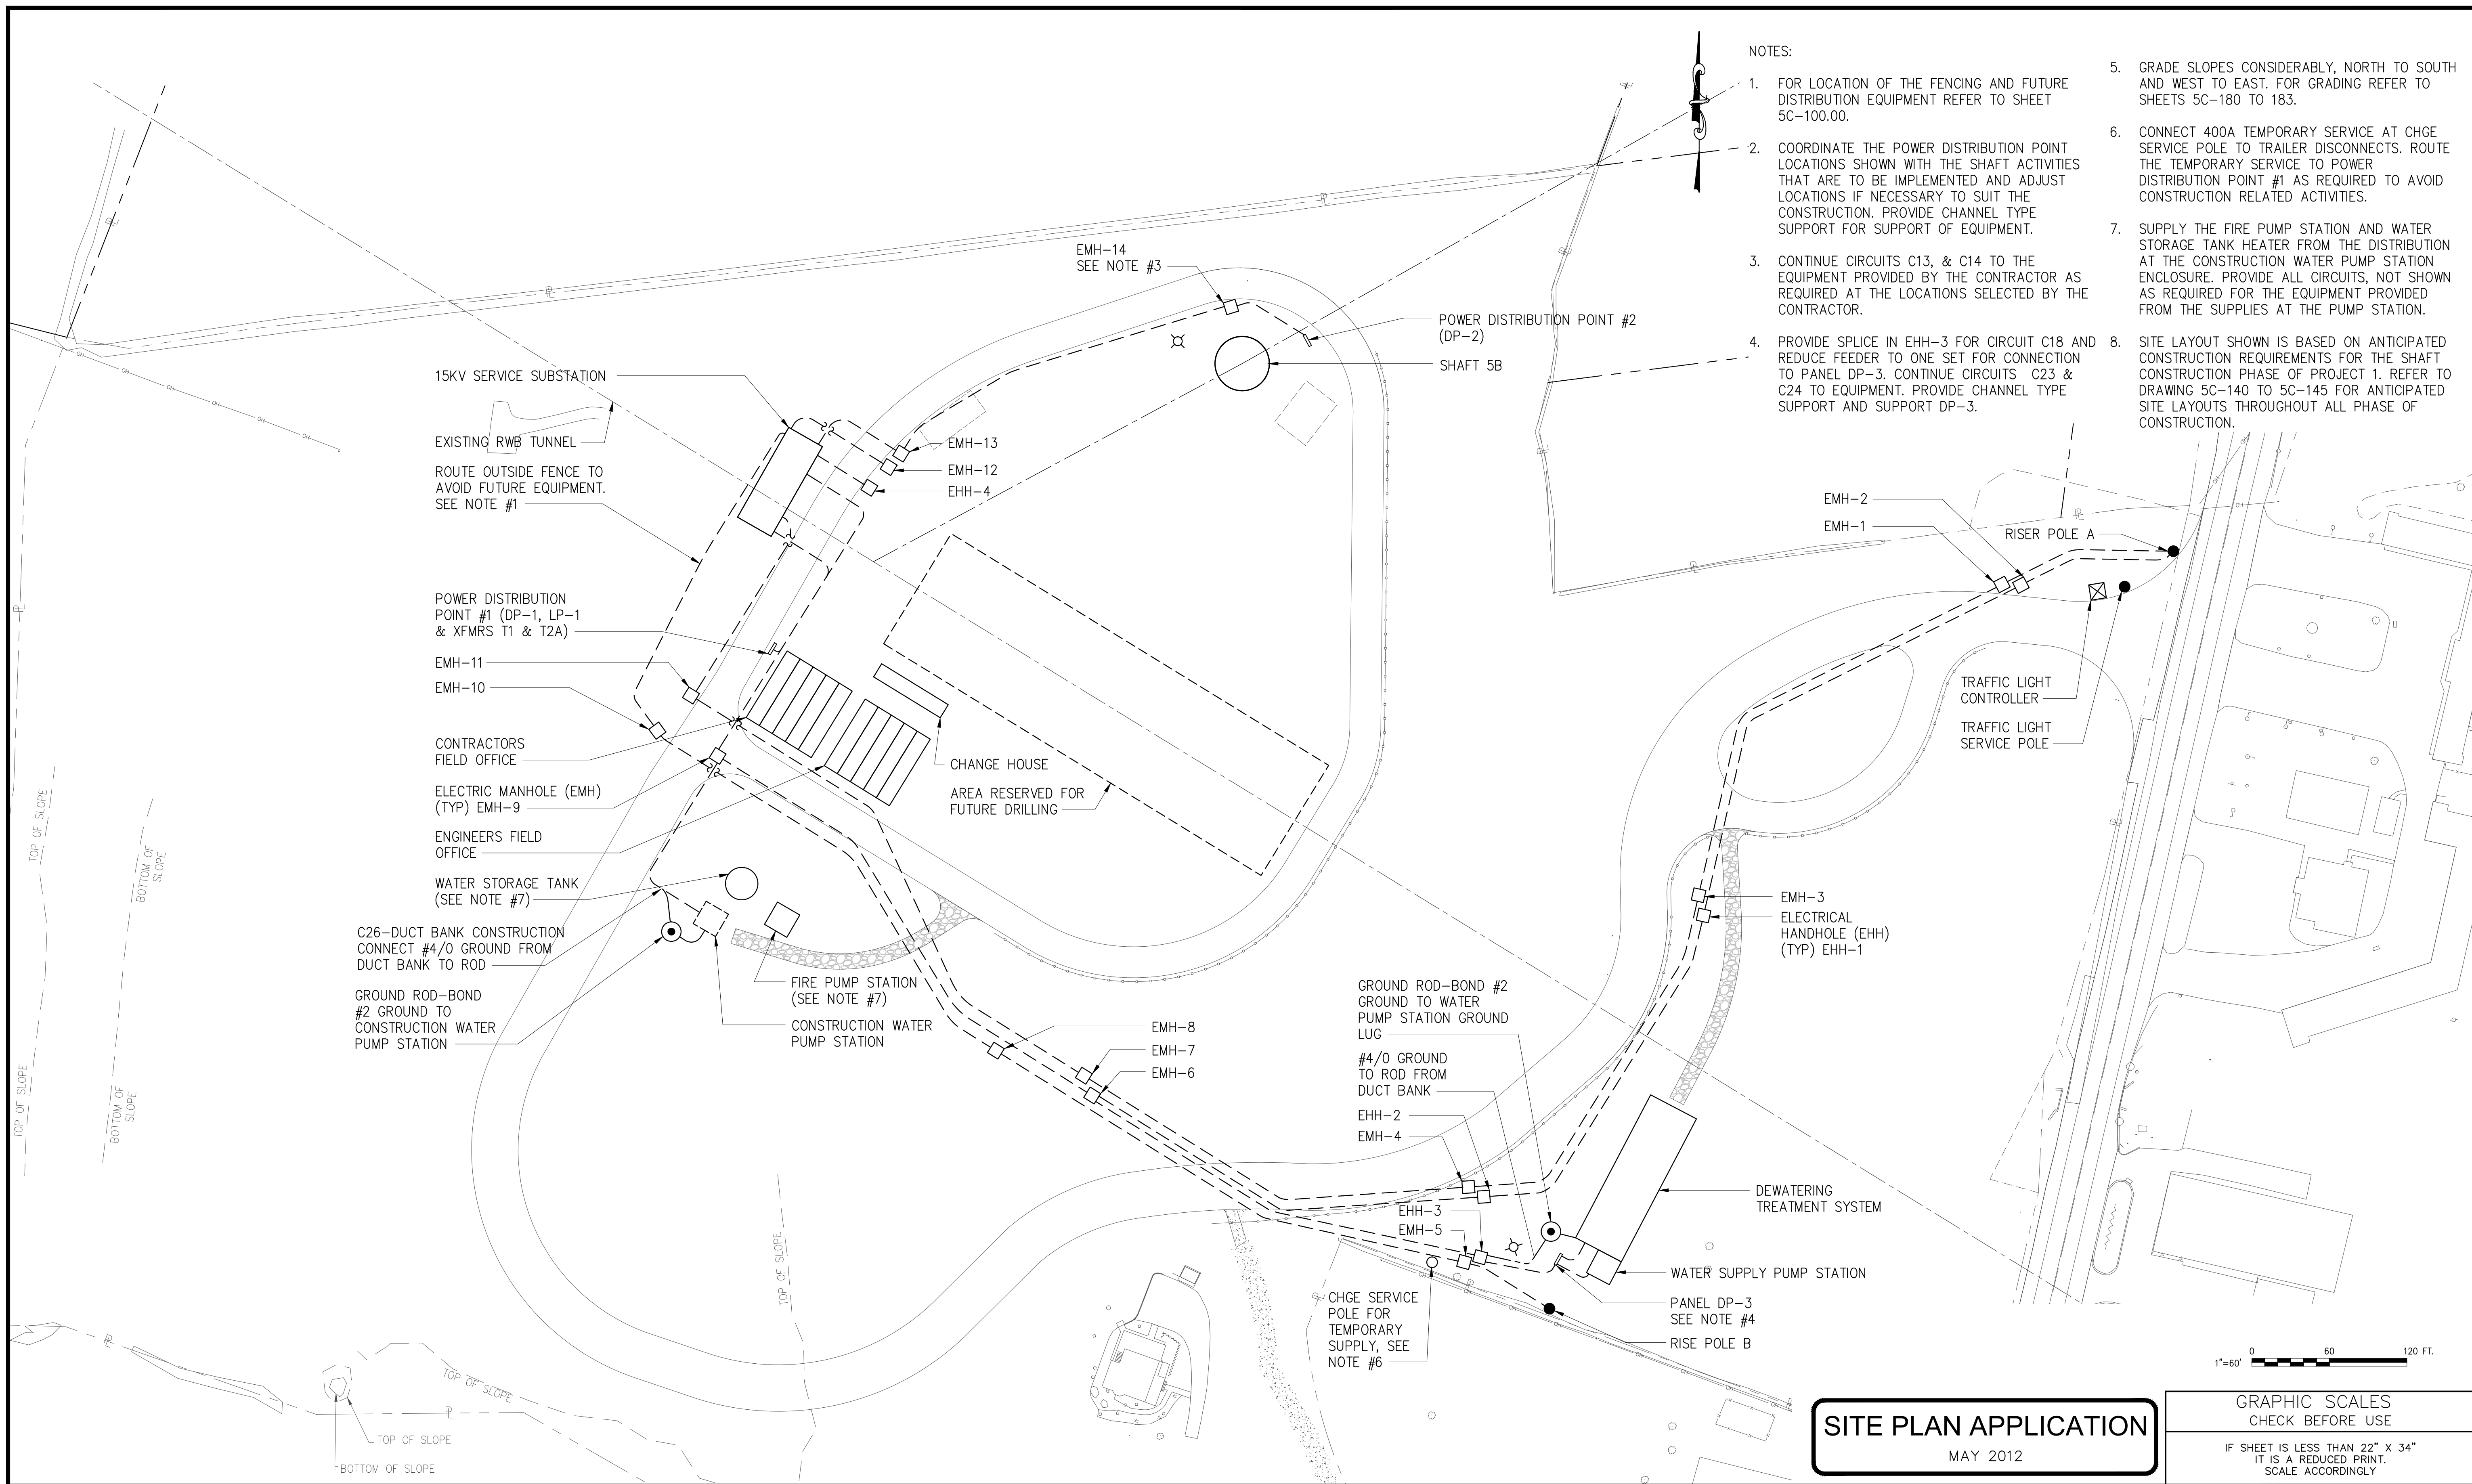 NOTES:
1. FOR LOCATION OF THE FENCING AND FUTURE
DISTRIBUTION EQUIPMENT REFER TO SHEET
5C-100.00.
2. COORDINATE THE POWER DISTRIBUTION POINT
LOCATIONS SHOWN WITH THE SHAFT ACTIVITIES
THAT ARE TO BE IMPLEMENTED AND ADJUST
LOCATIONS IF NECESSARY TO SUIT THE
CONSTRUCTION. PROVIDE CHANNEL TYPE
SUPPORT FOR SUPPORT OF EQUIPMENT.
3. CONTINUE CIRCUITS C13, & C14 TO THE
EQUIPMENT PROVIDED BY THE CONTRACTOR AS
REQUIRED AT THE LOCATIONS SELECTED BY THE
CONTRACTOR.
4. PROVIDE SPLICE IN EHH-3 FOR CIRCUIT C18 AND
REDUCE FEEDER TO ONE SET FOR CONNECTION
TO PANEL DP-3. CONTINUE CIRCUITS C23 &
C24 TO EQUIPMENT. PROVIDE CHANNEL TYPE
SUPPORT AND SUPPORT DP-3.
5. GRADE SLOPES CONSIDERABLY, NORTH TO SOUTH
AND WEST TO EAST. FOR GRADING REFER TO
SHEETS 5C-180 TO 183.
6. CONNECT 400A TEMPORARY SERVICE AT CHGE
SERVICE POLE TO TRAILER DISCONNECTS. ROUTE
THE TEMPORARY SERVICE TO POWER
DISTRIBUTION POINT #1 AS REQUIRED TO AVOID
CONSTRUCTION RELATED ACTIVITIES.
7. SUPPLY THE FIRE PUMP STATION AND WATER
STORAGE TANK HEATER FROM THE DISTRIBUTION
AT THE CONSTRUCTION WATER PUMP STATION
ENCLOSURE. PROVIDE ALL CIRCUITS, NOT SHOWN
AS REQUIRED FOR THE EQUIPMENT PROVIDED
FROM THE SUPPLIES AT THE PUMP STATION.
8. SITE LAYOUT SHOWN IS BASED ON ANTICIPATED
CONSTRUCTION REQUIREMENTS FOR THE SHAFT
CONSTRUCTION PHASE OF PROJECT 1. REFER TO
DRAWING 5C-140 TO 5C-145 FOR ANTICIPATED
SITE LAYOUTS THROUGHOUT ALL PHASE OF
CONSTRUCTION.
EMH-14
SEE NOTE #3
POWER DISTRIBUTION POINT #2
(DP-2)
SHAFT 5B
15KV SERVICE SUBSTATION
EXISTING RWB TUNNEL
ROUTE OUTSIDE FENCE TO
AVOID FUTURE EQUIPMENT.
SEE NOTE #1
EMH-13
EMH-12
EHH-4
EMH-2
EMH-1
RISER POLE A
POWER DISTRIBUTION
POINT #1 (DP-1, LP-1
& XFMRS T1 & T2A)
EMH-11
EMH-10
CONTRACTORS
FIELD OFFICE
ELECTRIC MANHOLE (EMH)
(TYP) EMH-9
ENGINEERS FIELD
OFFICE
WATER STORAGE TANK
(SEE NOTE #7)
C26-DUCT BANK CONSTRUCTION
CONNECT #4/0 GROUND FROM
DUCT BANK TO ROD
GROUND ROD-BOND
#2 GROUND TO
CONSTRUCTION WATER
PUMP STATION
CHANGE HOUSE
AREA RESERVED FOR
FUTURE DRILLING
TRAFFIC LIGHT
CONTROLLER
TRAFFIC LIGHT
SERVICE POLE
EMH-3
ELECTRICAL
HANDHOLE (EHH)
(TYP) EHH-1
FIRE PUMP STATION
(SEE NOTE #7)
CONSTRUCTION WATER
PUMP STATION
EMH-8
EMH-7
EMH-6
GROUND ROD-BOND #2
GROUND TO WATER
PUMP STATION GROUND
LUG
#4/0 GROUND
TO ROD FROM
DUCT BANK
EHH-2
EMH-4
EHH-3
EMH-5
DEWATERING
TREATMENT SYSTEM
WATER SUPPLY PUMP STATION
PANEL DP-3
SEE NOTE #4
RISE POLE B
CHGE SERVICE
POLE FOR
TEMPORARY
SUPPLY, SEE
NOTE #6
TOP OF SLOPE
BOTTOM OF
SLOPE
TOP OF SLOPE
BOTTOM OF
SLOPE
TOP OF SLOPE
TOP OF SLOPE
TOP OF SLOPE
BOTTOM OF SLOPE
1"=60'
0 60 120 FT.
SITE PLAN APPLICATION
MAY 2012
GRAPHIC SCALES
CHECK BEFORE USE
IF SHEET IS LESS THAN 22" X 34"
IT IS A REDUCED PRINT.
SCALE ACCORDINGLY